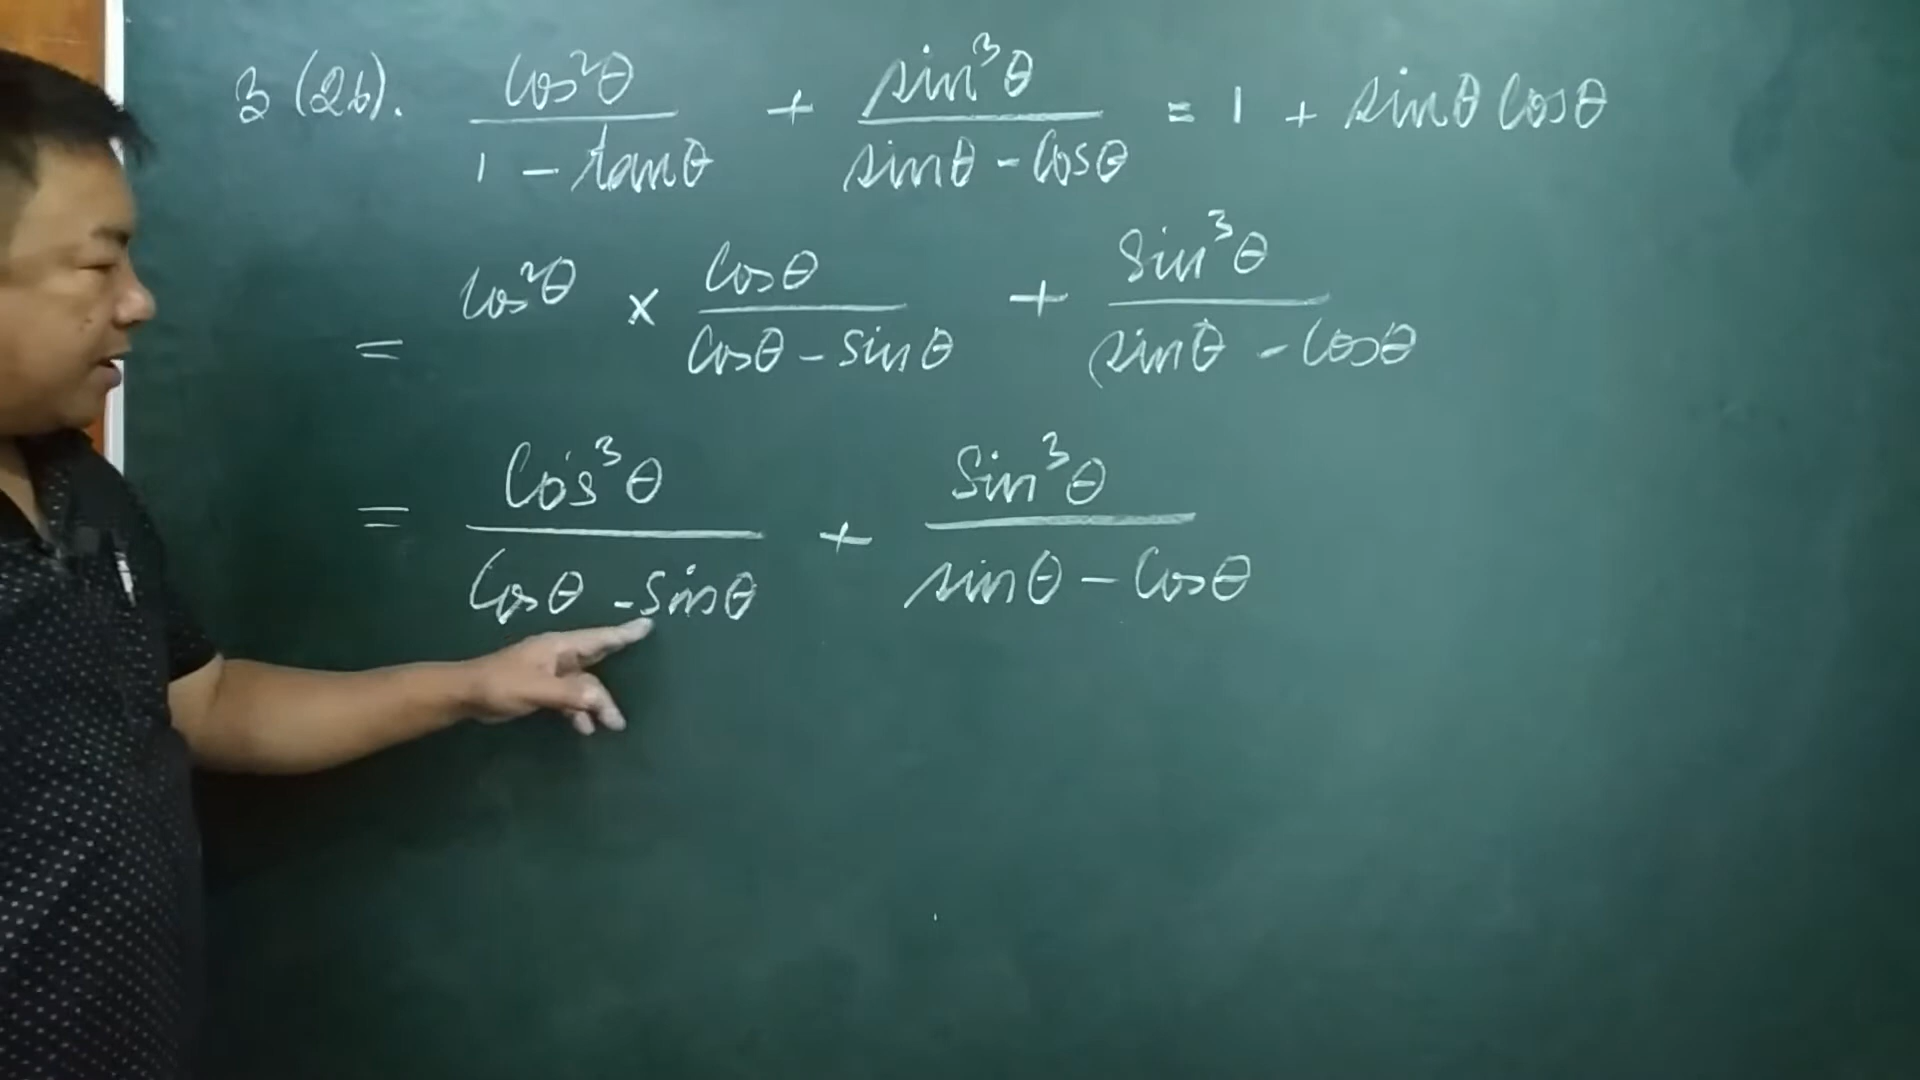 3 (26). cos²θ / 1 - tanθ + sin³θ / sinθ - cosθ = 1 + sinθ cosθ
= cos²θ × cosθ / cosθ - sinθ + sin³θ / sinθ - cosθ
= cos³θ / cosθ - sinθ + sin³θ / sinθ - cosθ